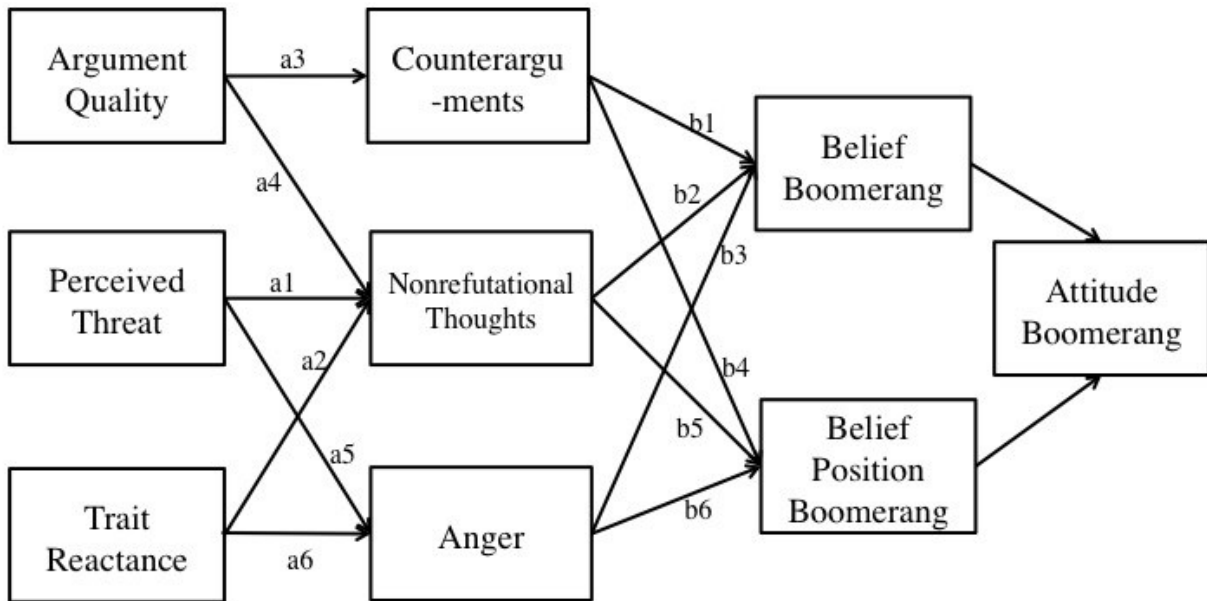 Argument
Quality
a3
Counterargu
-ments
a4
b1
Belief
Boomerang
b2
b3
Perceived
Threat
a1
Nonrefutational
Thoughts
a2
Attitude
Boomerang
b4
b5
a5
Belief
Position
Boomerang
b6
Trait
Reactance
a6
Anger